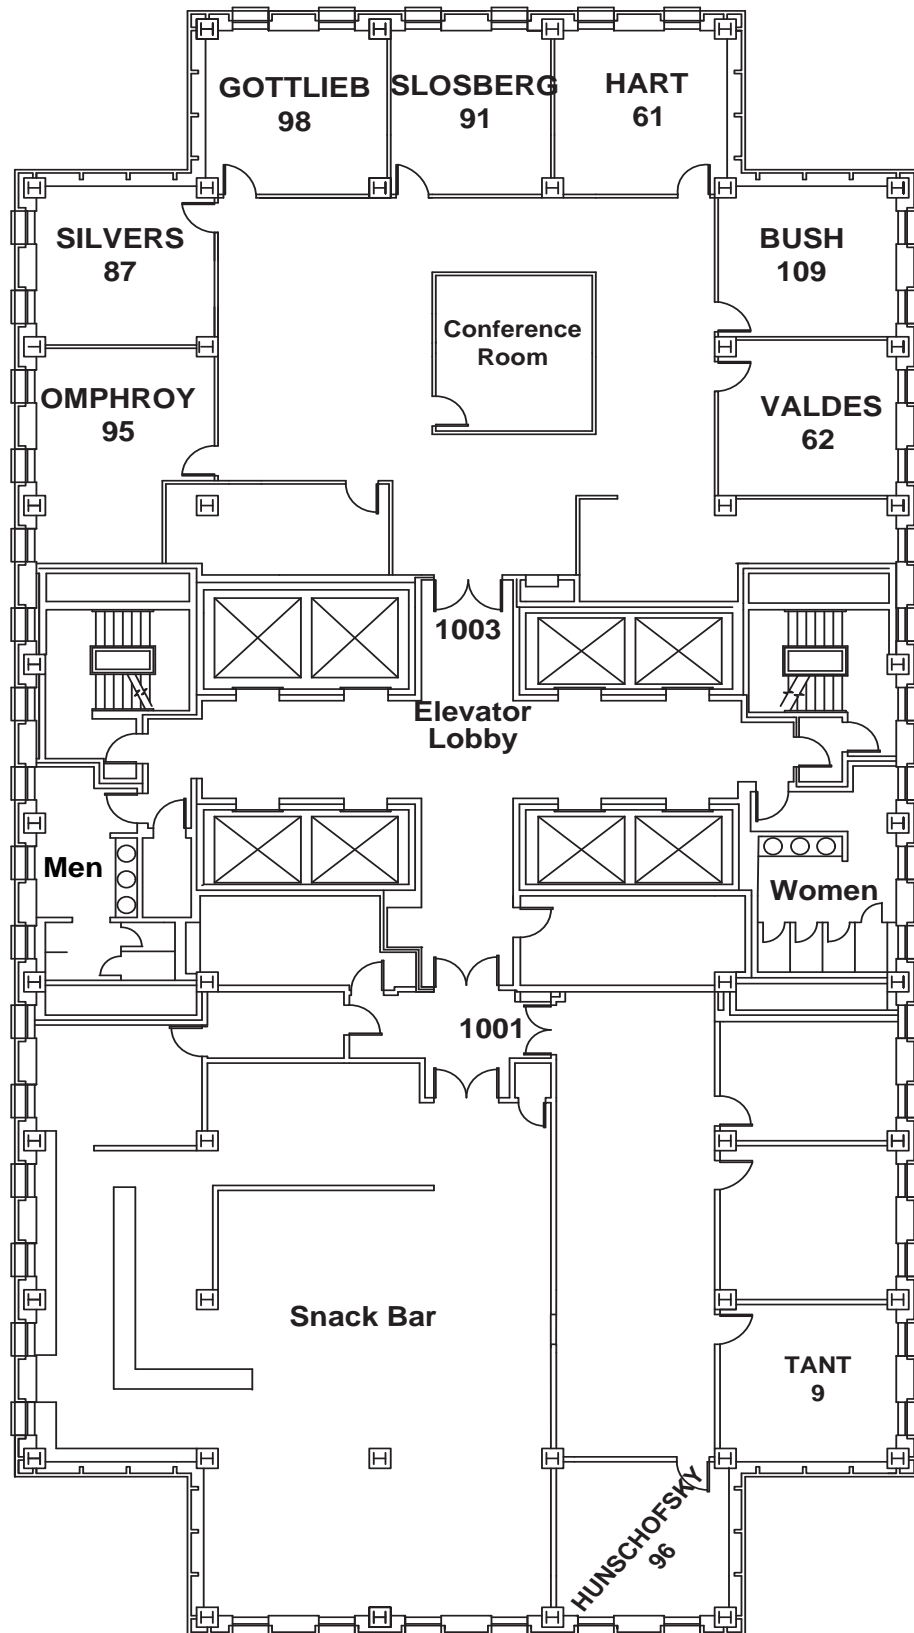 GOTTLIEB
98
SLOSBERG
91
HART
61
SILVERS
87
BUSH
109
Conference
Room
OMPHROY
95
VALDES
62
1003
Elevator
Lobby
Men
Women
1001
Snack Bar
TANT
9
HUNSCHOFSKY
96